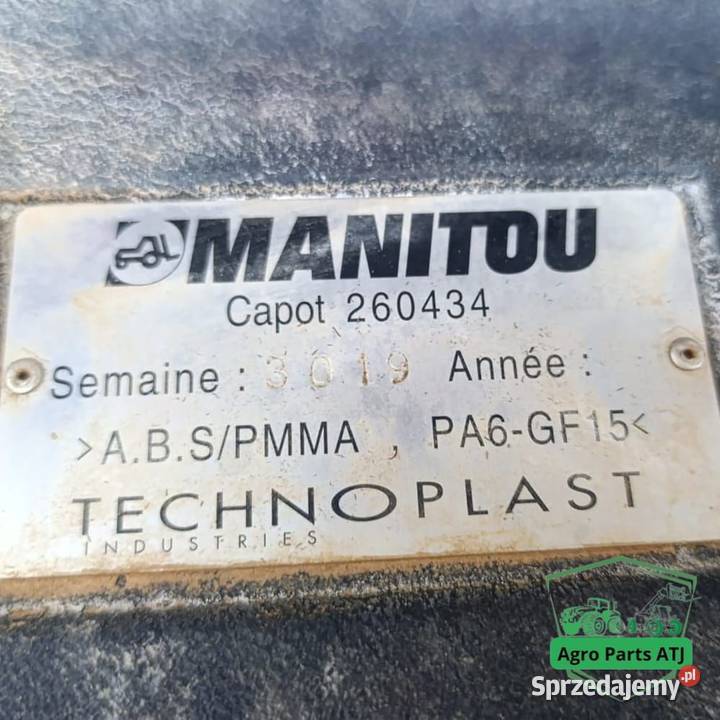 MANITOU
Capot 260434
Semaine : 3019 Année :
>A.B.S/PMMA , PA6-GF15<
TECHNOPLAST
INDUSTRIES
Agro Parts ATJ
Sprzedajemy.pl